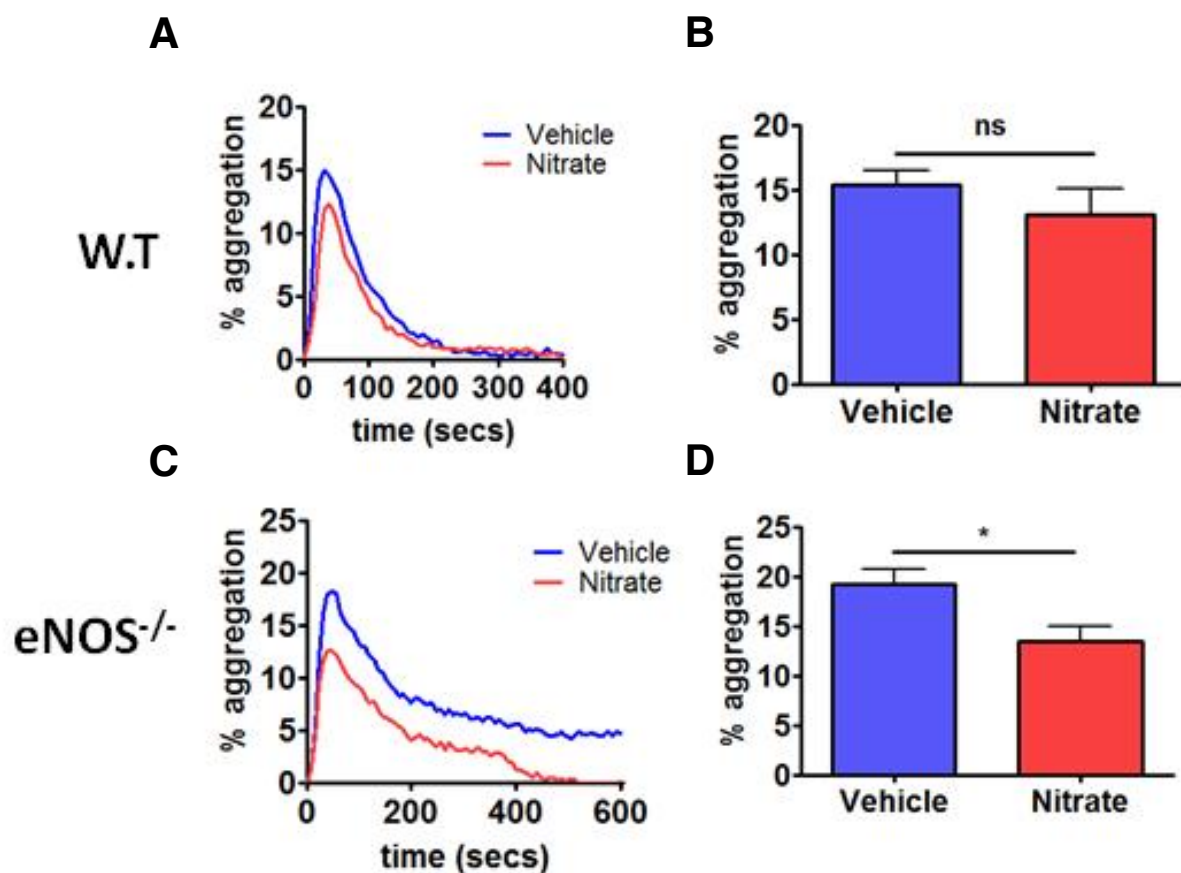 A
B
W.T
% aggregation
20
15
10
5
0
Vehicle
Nitrate
0 100 200 300 400
time (secs)
% aggregation
20
15
10
5
0
ns
Vehicle Nitrate
C
D
eNOS-/-
% aggregation
25
20
15
10
5
0
Vehicle
Nitrate
0 200 400 600
time (secs)
% aggregation
25
20
15
10
5
0
*
Vehicle Nitrate